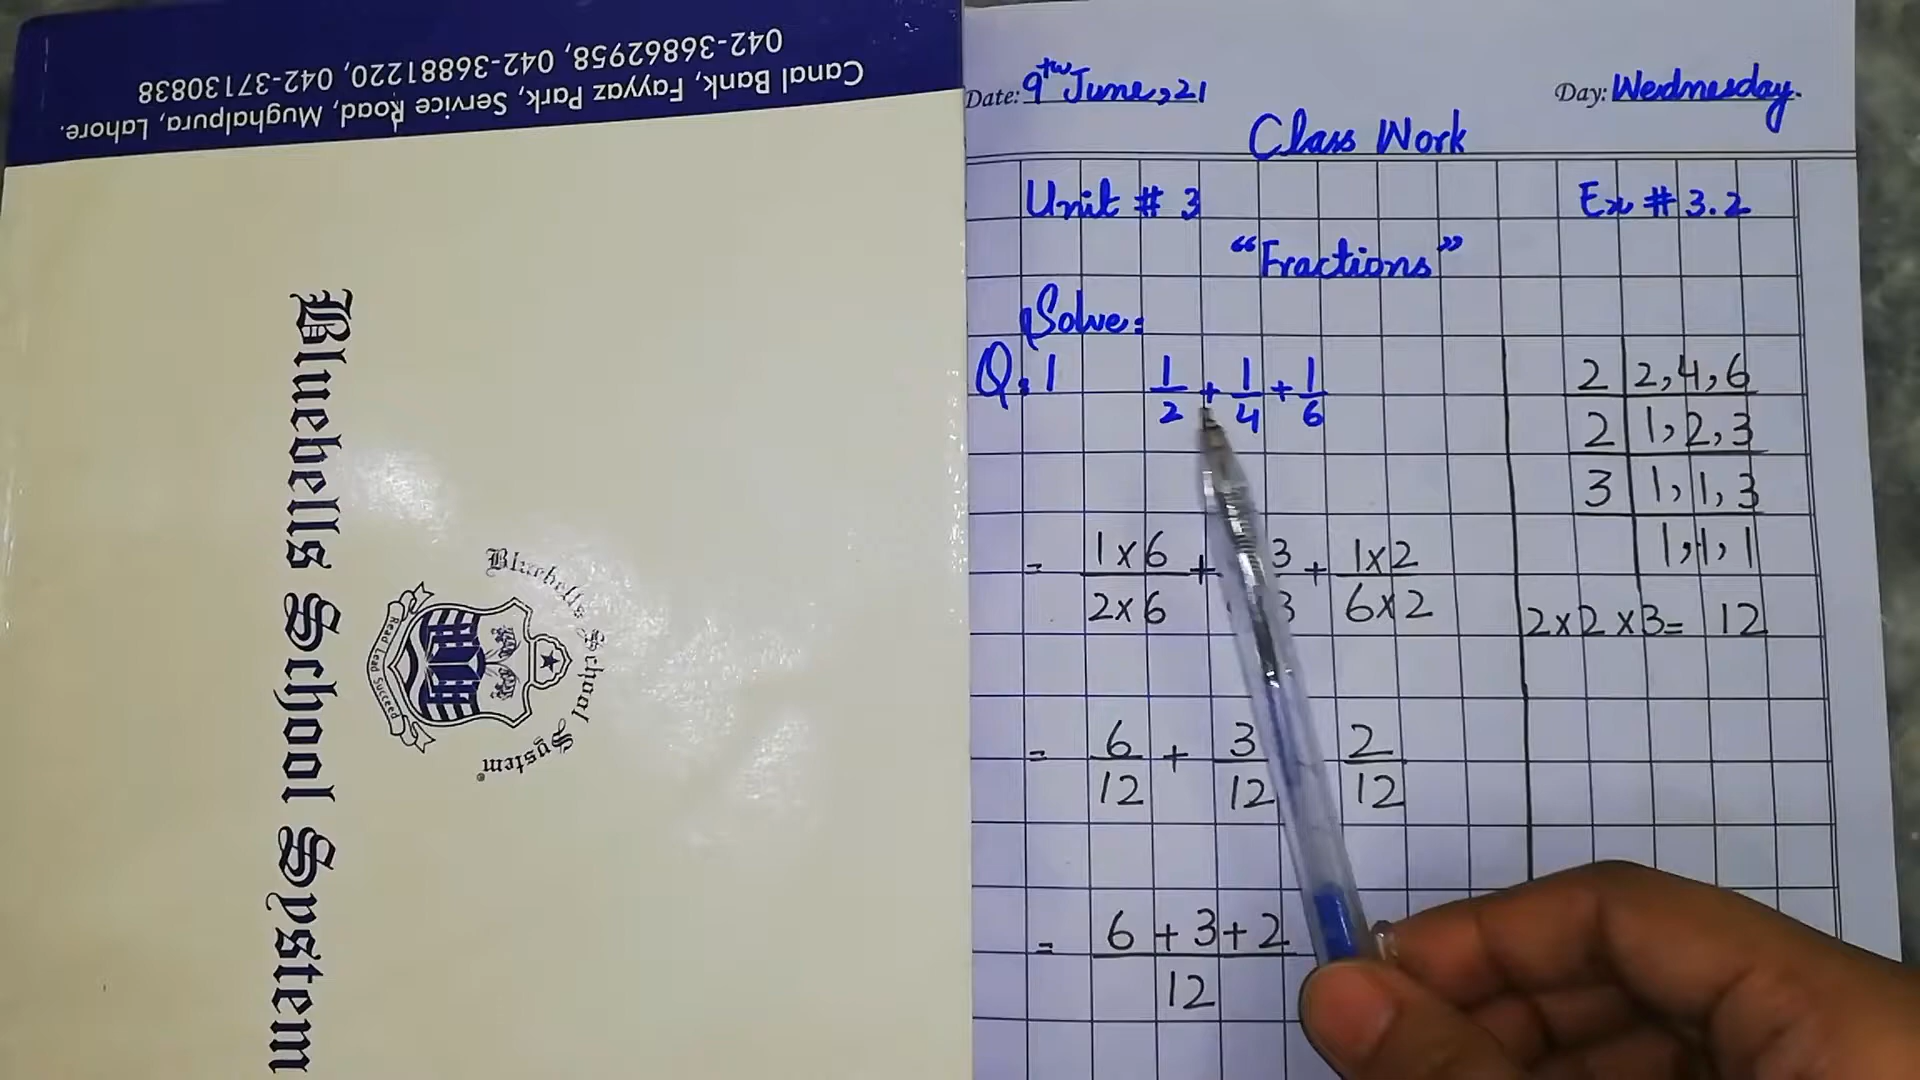 Canal Bank, Fayyaz Park, Service Road, Mughalpura, Lahore.
042-36862958, 042-36881220, 042-37130838
Bluebells School System
Bluebells School System
Read Lead Succeed
Date: 9th June, 21 Day: Wednesday.
Class Work
Unit # 3 Ex # 3.2
"Fractions"
Solve:
Q:1 1/2 + 1/4 + 1/6
= 1x6/2x6 + 3/3 + 1x2/6x2
= 6/12 + 3/12 2/12
= 6+3+2/12
2 | 2,4,6
2 | 1,2,3
3 | 1,1,3
1,1,1
2x2x3= 12